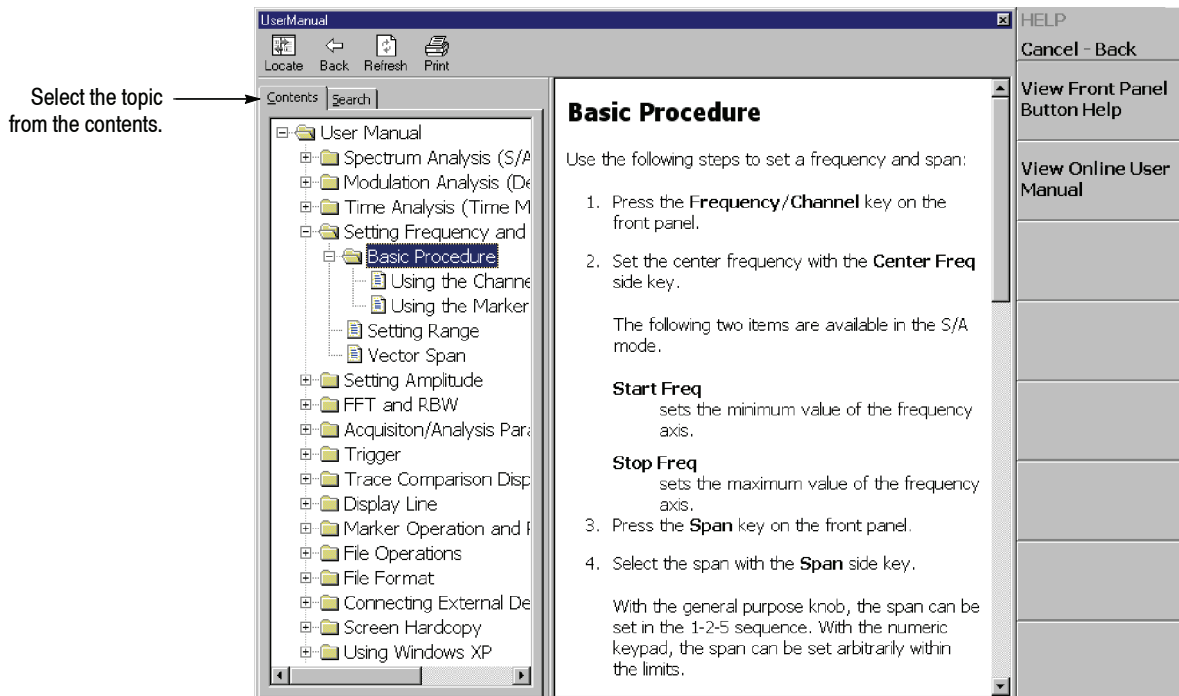 Select the topic
from the contents.
UserManual
Locate Back Refresh Print
Contents Search
User Manual
Spectrum Analysis (S/A
Modulation Analysis (De
Time Analysis (Time M
Setting Frequency and
Basic Procedure
Using the Channe
Using the Marker
Setting Range
Vector Span
Setting Amplitude
FFT and RBW
Acquisiton/Analysis Para
Trigger
Trace Comparison Disp
Display Line
Marker Operation and P
File Operations
File Format
Connecting External De
Screen Hardcopy
Using Windows XP
Basic Procedure
Use the following steps to set a frequency and span:
1. Press the Frequency/Channel key on the
front panel.
2. Set the center frequency with the Center Freq
side key.
The following two items are available in the S/A
mode.
Start Freq
sets the minimum value of the frequency
axis.
Stop Freq
sets the maximum value of the frequency
axis.
3. Press the Span key on the front panel.
4. Select the span with the Span side key.
With the general purpose knob, the span can be
set in the 1-2-5 sequence. With the numeric
keypad, the span can be set arbitrarily within
the limits.
HELP
Cancel - Back
View Front Panel
Button Help
View Online User
Manual